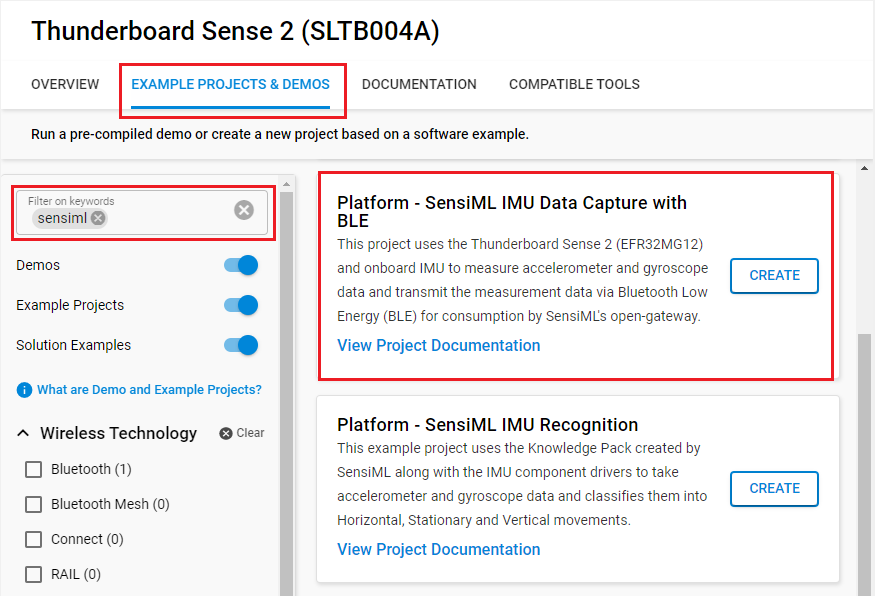 Thunderboard Sense 2 (SLTB004A)
OVERVIEW
EXAMPLE PROJECTS & DEMOS
DOCUMENTATION
COMPATIBLE TOOLS
Run a pre-compiled demo or create a new project based on a software example.
Filter on keywords
sensiml
Demos
Example Projects
Solution Examples
What are Demo and Example Projects?
Wireless Technology
Clear
Bluetooth (1)
Bluetooth Mesh (0)
Connect (0)
RAIL (0)
Platform - SensiML IMU Data Capture with
BLE
This project uses the Thunderboard Sense 2 (EFR32MG12)
and onboard IMU to measure accelerometer and gyroscope
data and transmit the measurement data via Bluetooth Low
Energy (BLE) for consumption by SensiML's open-gateway.
View Project Documentation
CREATE
Platform - SensiML IMU Recognition
This example project uses the Knowledge Pack created by
SensiML along with the IMU component drivers to take
accelerometer and gyroscope data and classifies them into
Horizontal, Stationary and Vertical movements.
View Project Documentation
CREATE